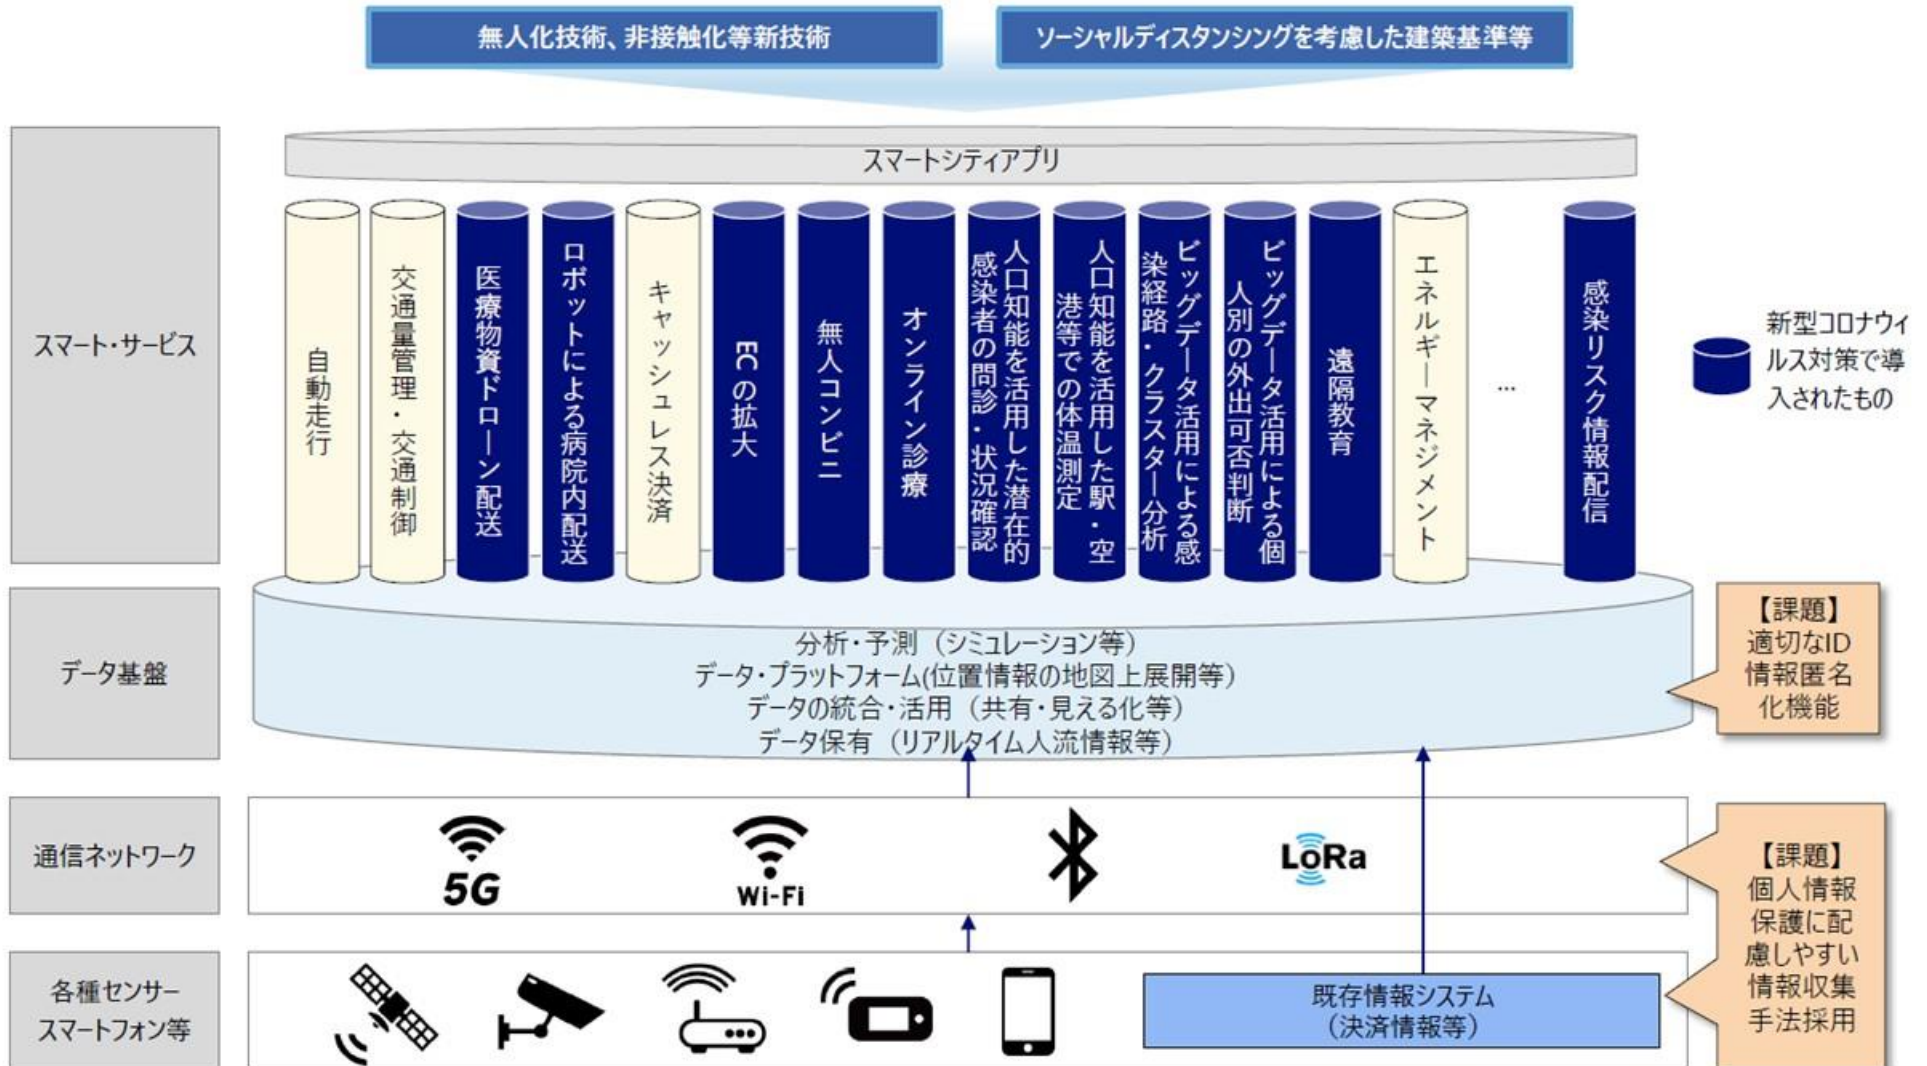 無人化技術、非接触化等新技術
ソーシャルディスタンシングを考慮した建築基準等
スマートシティアプリ
スマート・サービス
自動走行
交通量管理・交通制御
医療物資ドローン配送
ロボットによる病院内配送
キャッシュレス決済
ECの拡大
無人コンビニ
オンライン診療
人口知能を活用した潜在的
感染者の問診・状況確認
人口知能を活用した駅・空
港等での体温測定
ビッグデータ活用による感
染経路・クラスター分析
ビッグデータ活用による個
人別の外出可否判断
遠隔教育
エネルギーマネジメント
…
感染リスク情報配信
新型コロナウィ
ルス対策で導
入されたもの
データ基盤
分析・予測（シミュレーション等）
データ・プラットフォーム(位置情報の地図上展開等）
データの統合・活用（共有・見える化等）
データ保有（リアルタイム人流情報等）
【課題】
適切なID
情報匿名
化機能
通信ネットワーク
5G
Wi-Fi
LoRa
【課題】
個人情報
保護に配
慮しやすい
情報収集
手法採用
各種センサー
スマートフォン等
既存情報システム
（決済情報等）